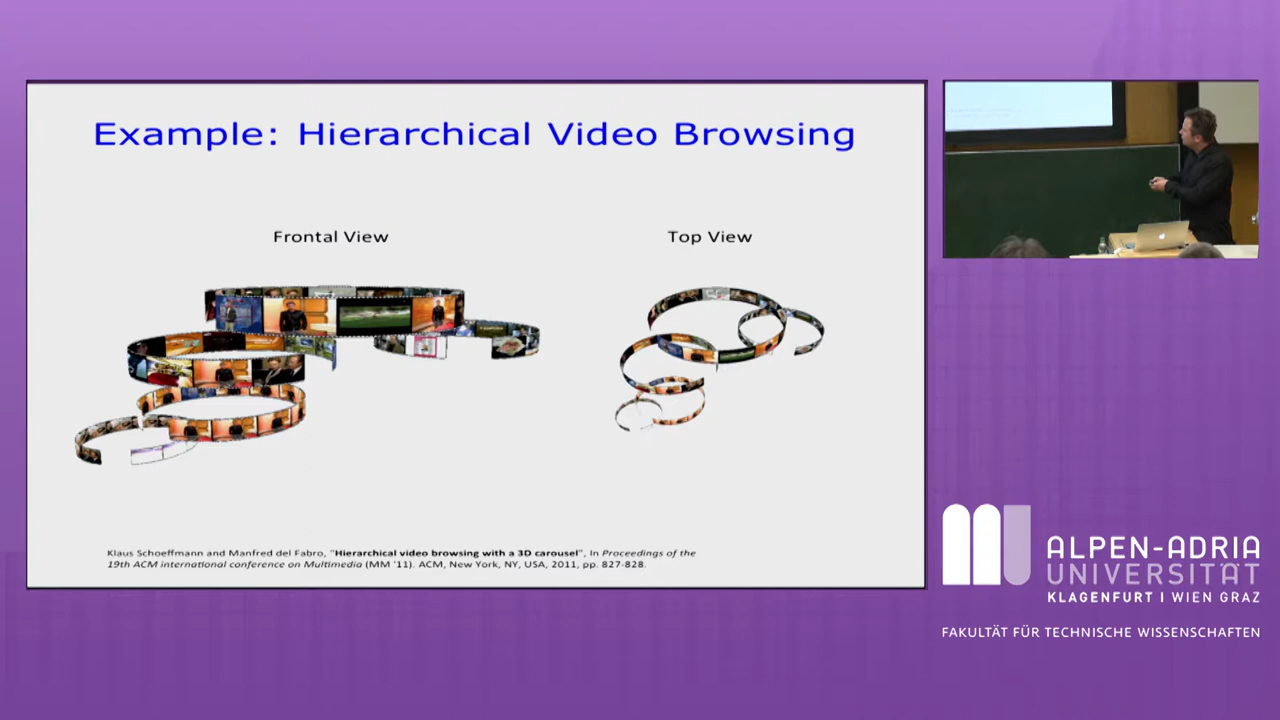 Example: Hierarchical Video Browsing
Frontal View
Top View
Klaus Schoeffmann and Manfred del Fabro, "Hierarchical video browsing with a 3D carousel", In Proceedings of the
19th ACM international conference on Multimedia (MM '11). ACM, New York, NY, USA, 2011, pp. 827-828.
ALPEN-ADRIA
UNIVERSITÄT
KLAGENFURT I WIEN GRAZ
FAKULTÄT FÜR TECHNISCHE WISSENSCHAFTEN